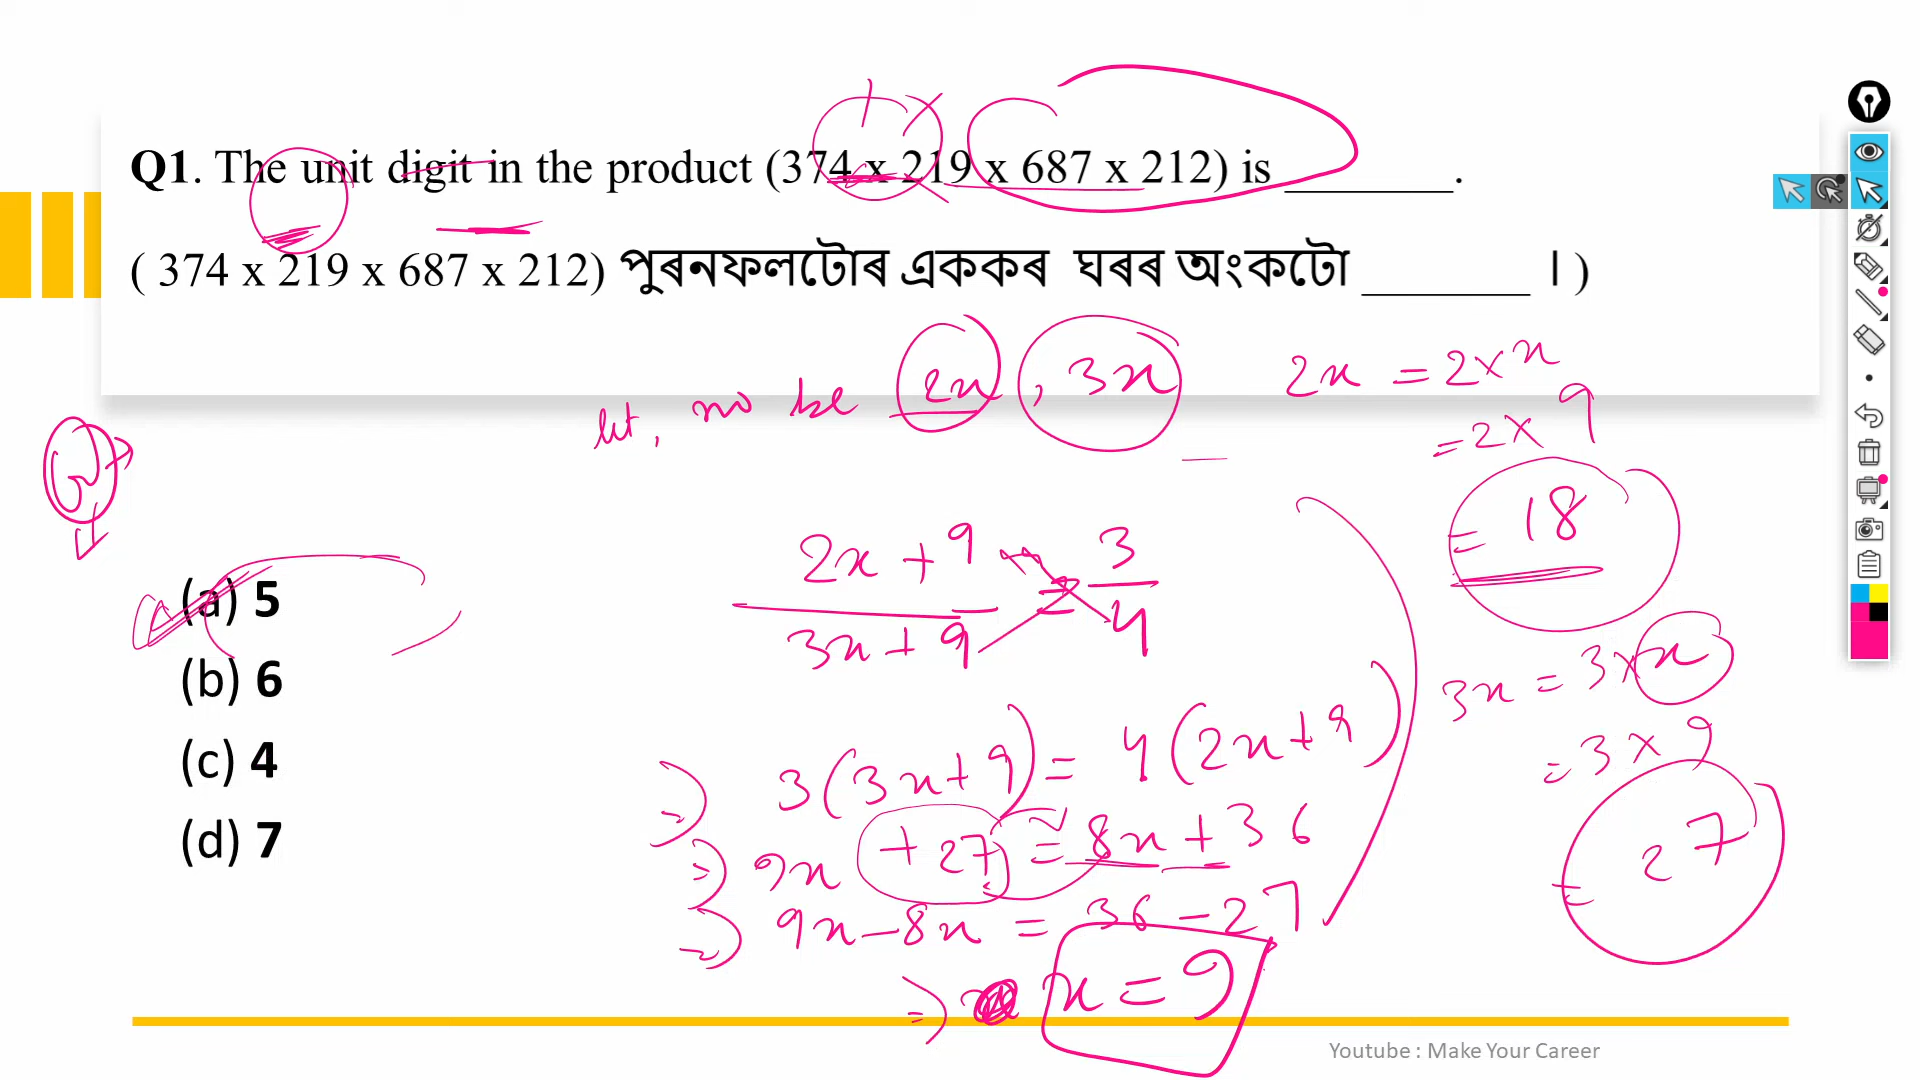 Q1. The unit digit in the product (374 x 219 x 687 x 212) is ________.
( 374 x 219 x 687 x 212) পুৰনফলটোৰ এককৰ ঘৰৰ অংকটো ________ । )
let, no be 2x, 3x
2x = 2 x x
= 2 x 9
= 18
(a) 5
(b) 6
(c) 4
(d) 7
2x + 9 = 3
3x + 9 4
3x = 3 x x
= 3 x 9
= 27
=> 3(3x + 9) = 4(2x + 9)
=> 9x + 27 = 8x + 36
=> 9x - 8x = 36 - 27
=> x = 9
Youtube : Make Your Career